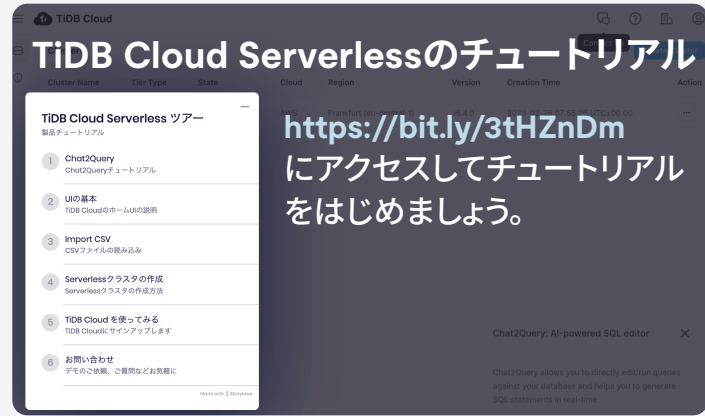 TiDB Cloud
TiDB Cloud Serverlessのチュートリアル
Cluster Name Tier Type State Cloud Region Version Creation Time Action
TiDB Cloud Serverless ツアー
製品チュートリアル
https://bit.ly/3tHZnDm
にアクセスしてチュートリアル
をはじめましょう。
1 Chat2Query
Chat2Queryチュートリアル
2 UIの基本
TiDB CloudのホームUIの説明
3 Import CSV
CSVファイルの読み込み
4 Serverlessクラスタの作成
Serverlessクラスタの作成方法
5 TiDB Cloud を使ってみる
TiDB Cloudにサインアップします
6 お問い合わせ
デモのご依頼、ご質問などお気軽に
Made with Storylane
Chat2Query: AI-powered SQL editor
Chat2Query allows you to directly edit/run queries
against your database and helps you to generate
SQL statements in real-time.